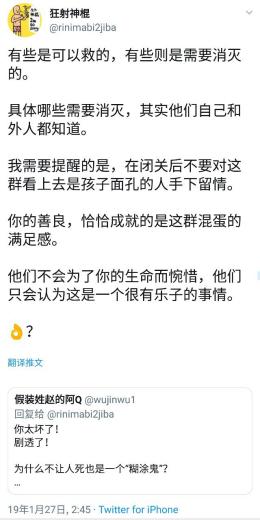 狂射神棍
@rinimabi2jiba
有些是可以救的，有些则是需要消灭
的。
具体哪些需要消灭，其实他们自己和
外人都知道。
我需要提醒的是，在闭关后不要对这
群看上去是孩子面孔的人手下留情。
你的善良，恰恰成就的是这群混蛋的
满足感。
他们不会为了你的生命而惋惜，他们
只会认为这是一个很有乐子的事情。
👌？
翻译推文
假装姓赵的阿Q @wujinwu1
回复给 @rinimabi2jiba
你太坏了！
剧透了！
为什么不让人死也是一个“糊涂鬼”？
...
19年1月27日, 2:45 · Twitter for iPhone